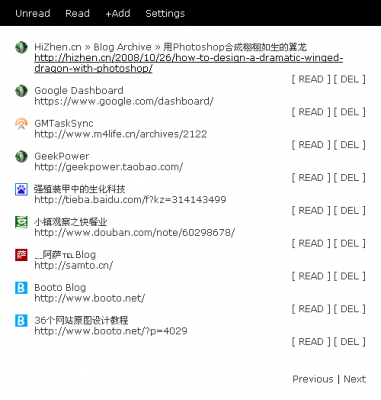 Unread Read +Add Settings
HiZhen.cn » Blog Archive » 用Photoshop合成栩栩如生的翼龙
http://hizhen.cn/2008/10/26/how-to-design-a-dramatic-winged-
dragon-with-photoshop/
[ READ ] [ DEL ]
Google Dashboard
https://www.google.com/dashboard/
[ READ ] [ DEL ]
GMTaskSync
http://www.m4life.cn/archives/2122
[ READ ] [ DEL ]
GeekPower
http://geekpower.taobao.com/
[ READ ] [ DEL ]
强殖装甲中的生化科技
http://tieba.baidu.com/f?kz=314143499
[ READ ] [ DEL ]
小镇观察之快餐业
http://www.douban.com/note/60298678/
[ READ ] [ DEL ]
__阿萨℡Blog
http://samto.cn/
[ READ ] [ DEL ]
Booto Blog
http://www.booto.net/
[ READ ] [ DEL ]
36个网站原图设计教程
http://www.booto.net/?p=4029
[ READ ] [ DEL ]
Previous | Next